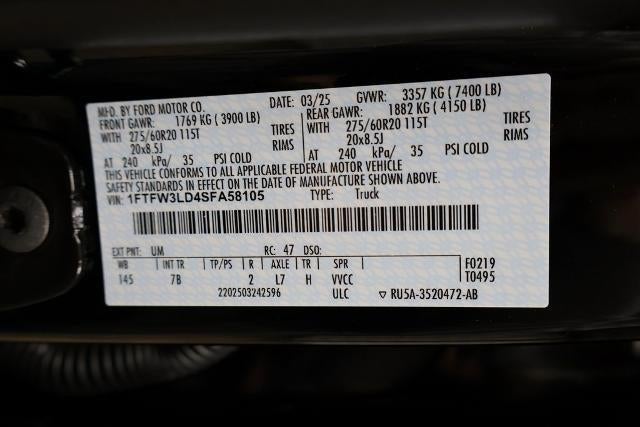 MFD. BY FORD MOTOR CO. DATE: 03/25 GVWR: 3357 KG ( 7400 LB)
FRONT GAWR: 1769 KG ( 3900 LB) REAR GAWR: 1882 KG ( 4150 LB)
WITH 275/60R20 115T TIRES WITH 275/60R20 115T TIRES
20x8.5J RIMS 20x8.5J RIMS
AT 240 kPa/ 35 PSI COLD AT 240 kPa/ 35 PSI COLD
THIS VEHICLE CONFORMS TO ALL APPLICABLE FEDERAL MOTOR VEHICLE
SAFETY STANDARDS IN EFFECT ON THE DATE OF MANUFACTURE SHOWN ABOVE.
VIN: 1FTFW3LD4SFA58105 TYPE: Truck
EXT PNT: UM RC: 47 DSO:
WB INT TR TP/PS R AXLE TR SPR F0219
145 7B 2 L7 H VVCC T0495
2202503242596 ULC ▽ RU5A-3520472-AB